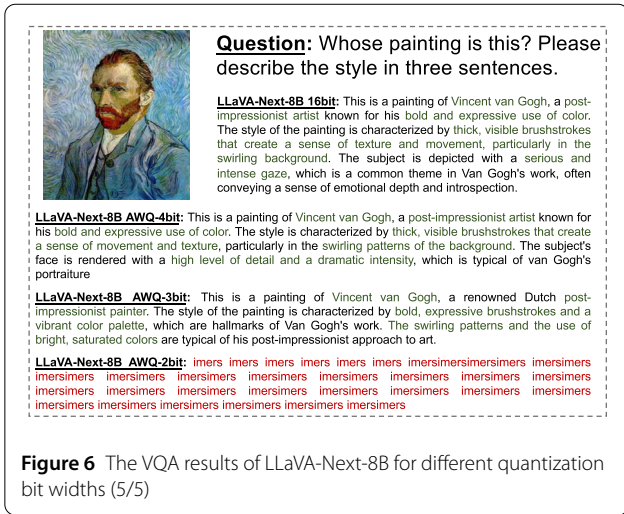 Question: Whose painting is this? Please
describe the style in three sentences.
LLaVA-Next-8B 16bit: This is a painting of Vincent van Gogh, a post-
impressionist artist known for his bold and expressive use of color.
The style of the painting is characterized by thick, visible brushstrokes
that create a sense of texture and movement, particularly in the
swirling background. The subject is depicted with a serious and
intense gaze, which is a common theme in Van Gogh's work, often
conveying a sense of emotional depth and introspection.
LLaVA-Next-8B AWQ-4bit: This is a painting of Vincent van Gogh, a post-impressionist artist known for
his bold and expressive use of color. The style is characterized by thick, visible brushstrokes that create
a sense of movement and texture, particularly in the swirling patterns of the background. The subject's
face is rendered with a high level of detail and a dramatic intensity, which is typical of van Gogh's
portraiture
LLaVA-Next-8B AWQ-3bit: This is a painting of Vincent van Gogh, a renowned Dutch post-
impressionist painter. The style of the painting is characterized by bold, expressive brushstrokes and a
vibrant color palette, which are hallmarks of Van Gogh's work. The swirling patterns and the use of
bright, saturated colors are typical of his post-impressionist approach to art.
LLaVA-Next-8B AWQ-2bit: imers imers imers imers imers imers imersimersimersimers imersimers
imersimers imersimers imersimers imersimers imersimers imersimers imersimers imersimers
imersimers imersimers imersimers imersimers imersimers imersimers imersimers imersimers
imersimers imersimers imersimers imersimers imersimers imersimers
Figure 6 The VQA results of LLaVA-Next-8B for different quantization
bit widths (5/5)